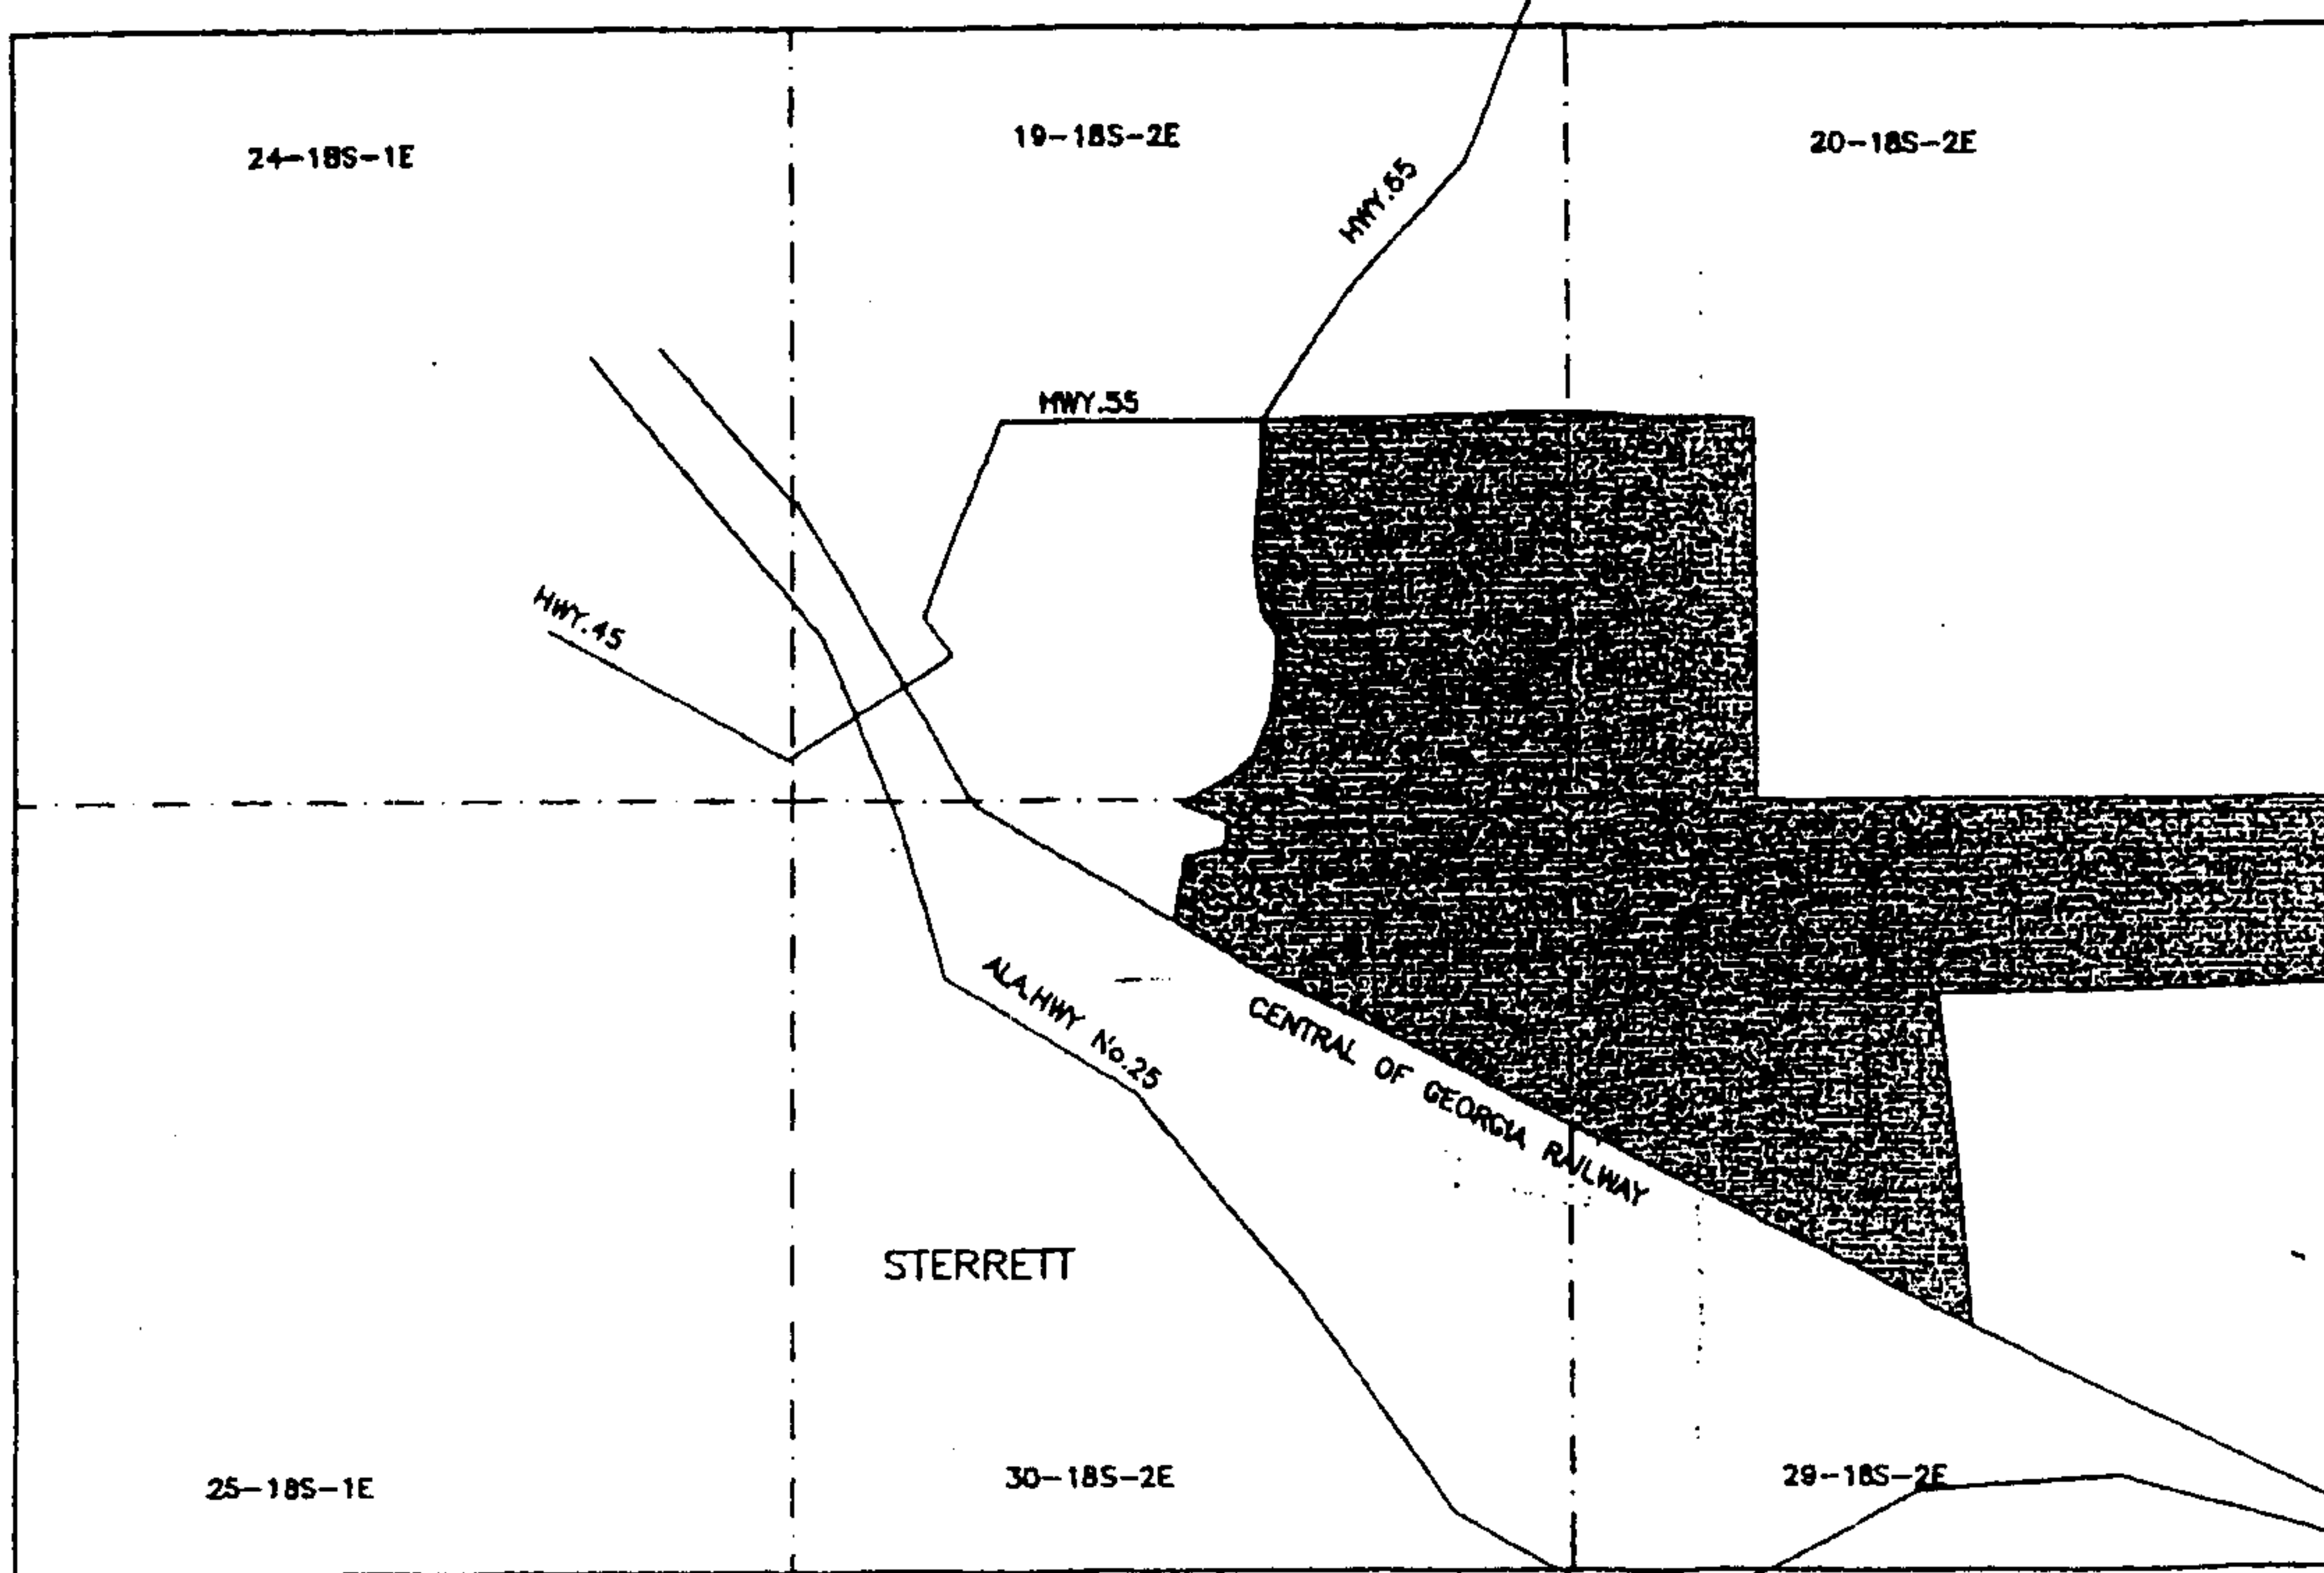 24-18S-1E
19-18S-2E
20-18S-2E
HWY.55
HWY.55
HWY.45
ALA.HWY No.25
CENTRAL OF GEORGIA RAILWAY
STERRETT
25-18S-1E
30-18S-2E
29-18S-2E